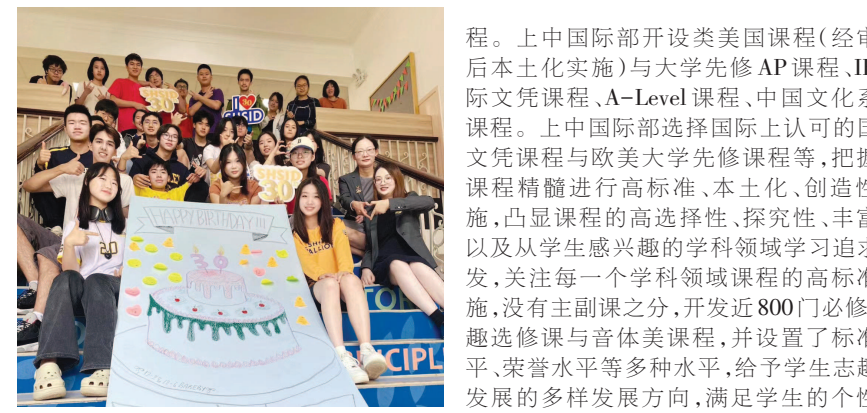 30
I 30
SHSID
SHSID
30
HAPPY BIRTHDAY!!!
30
CIPL
程。上中国际部开设类美国课程(经审
后本土化实施)与大学先修AP课程、I
际文凭课程、A-Level课程、中国文化系
课程。上中国际部选择国际上认可的国
文凭课程与欧美大学先修课程等,把握
课程精髓进行高标准、本土化、创造性
施,凸显课程的高选择性、探究性、丰富
以及从学生感兴趣的学科领域学习追求
发,关注每一个学科领域课程的高标准
施,没有主副课之分,开发近800门必修
趣选修课与音体美课程,并设置了标准
平、荣誉水平等多种水平,给予学生志趣
发展的多样发展方向,满足学生的个性